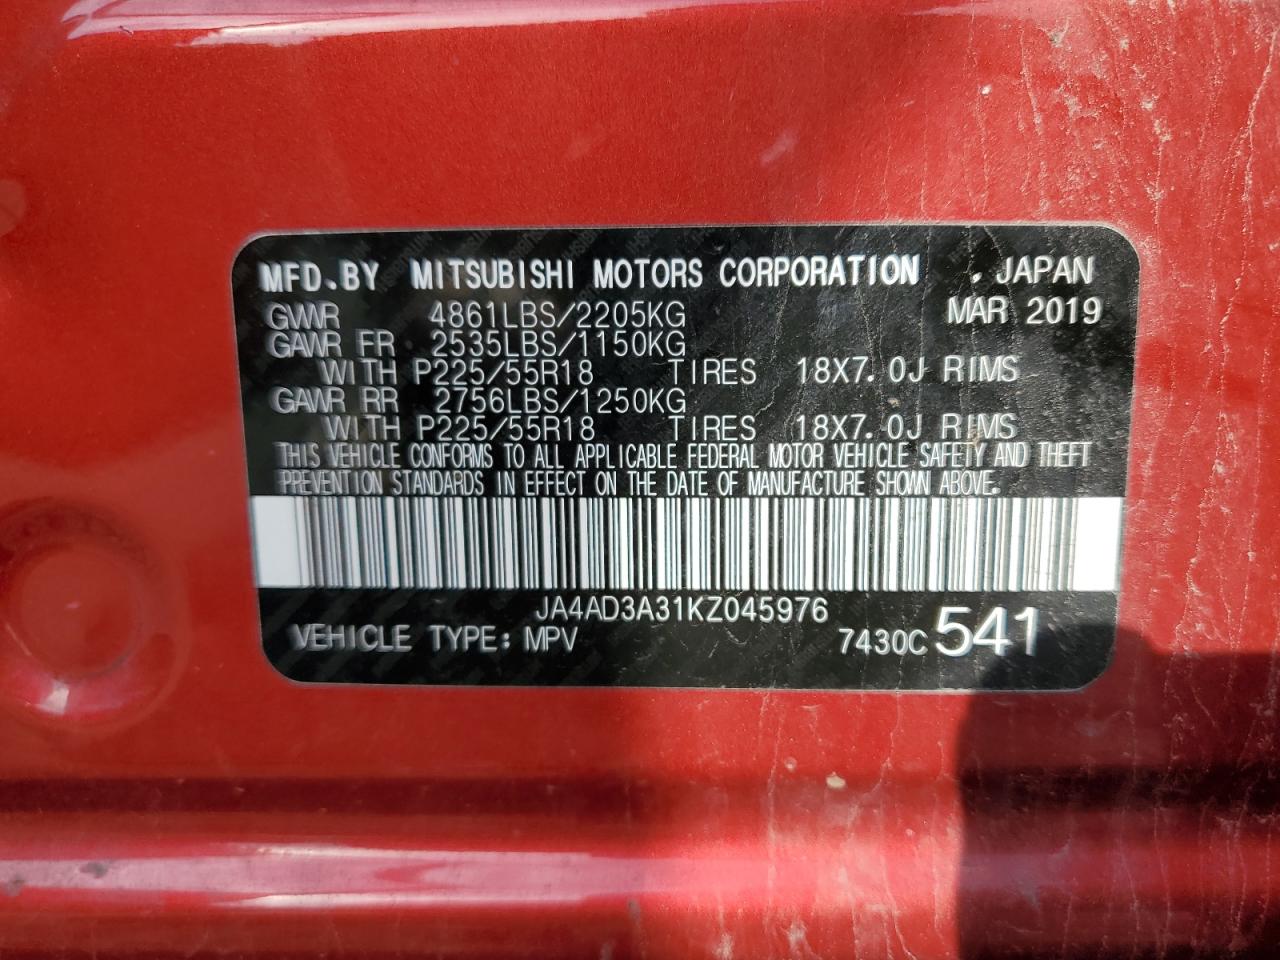 MFD.BY MITSUBISHI MOTORS CORPORATION , JAPAN
GVWR 4861LBS/2205KG MAR 2019
GAWR FR 2535LBS/1150KG
WITH P225/55R18 TIRES 18X7.0J RIMS
GAWR RR 2756LBS/1250KG
WITH P225/55R18 TIRES 18X7.0J RIMS
THIS VEHICLE CONFORMS TO ALL APPLICABLE FEDERAL MOTOR VEHICLE SAFETY AND THEFT
PREVENTION STANDARDS IN EFFECT ON THE DATE OF MANUFACTURE SHOWN ABOVE.
JA4AD3A31KZ045976
VEHICLE TYPE: MPV 7430C 541